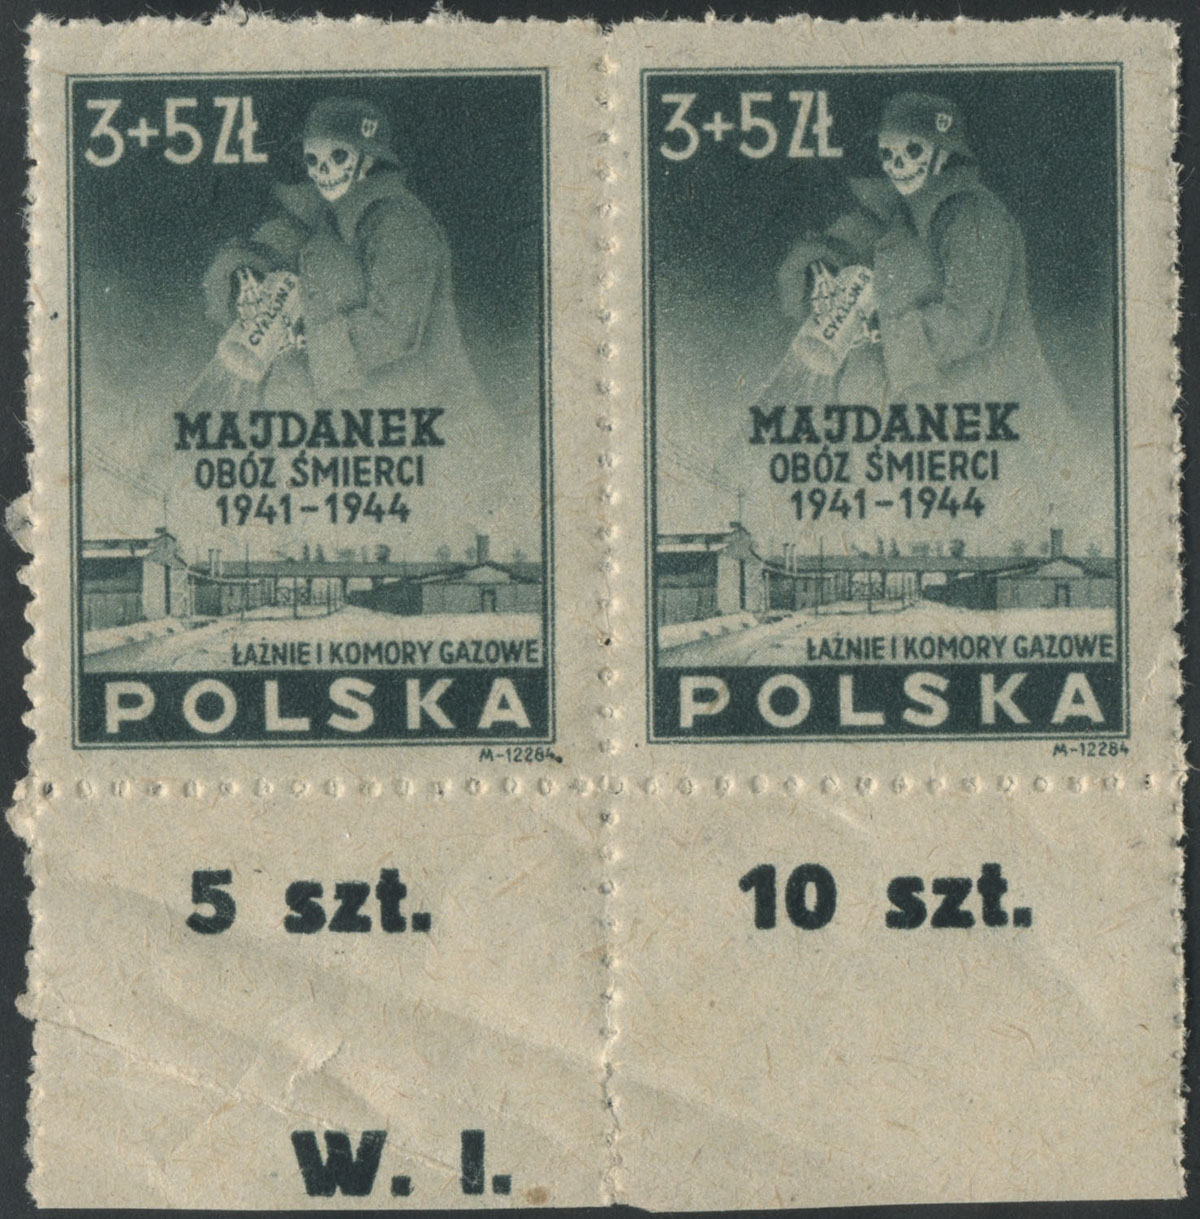 3+5 ZŁ
CYKLON B
MAJDANEK
OBÓZ ŚMIERCI
1941-1944
ŁAŹNIE I KOMORY GAZOWE
POLSKA
M-12284
3+5 ZŁ
CYKLON B
MAJDANEK
OBÓZ ŚMIERCI
1941-1944
ŁAŹNIE I KOMORY GAZOWE
POLSKA
M-12284
5 szt.
10 szt.
W. I.